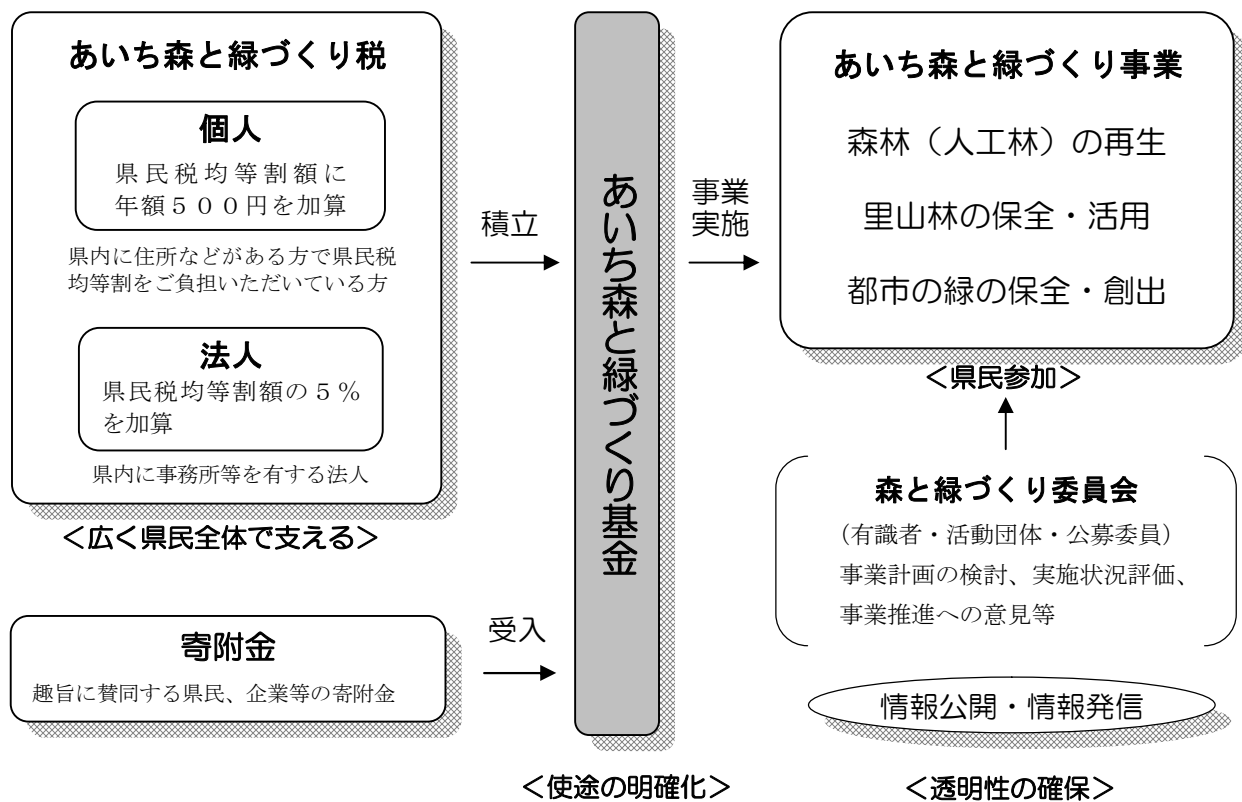 あいち森と緑づくり税
個人
県民税均等割額に
年額５００円を加算
県内に住所などがある方で県民税
均等割をご負担いただいている方
法人
県民税均等割額の５％
を加算
県内に事務所等を有する法人
＜広く県民全体で支える＞
寄附金
趣旨に賛同する県民、企業等の寄附金
積立
受入
あいち森と緑づくり基金
＜使途の明確化＞
事業
実施
あいち森と緑づくり事業
森林（人工林）の再生
里山林の保全・活用
都市の緑の保全・創出
＜県民参加＞
森と緑づくり委員会
(有識者・活動団体・公募委員)
事業計画の検討、実施状況評価、
事業推進への意見等
情報公開・情報発信
＜透明性の確保＞